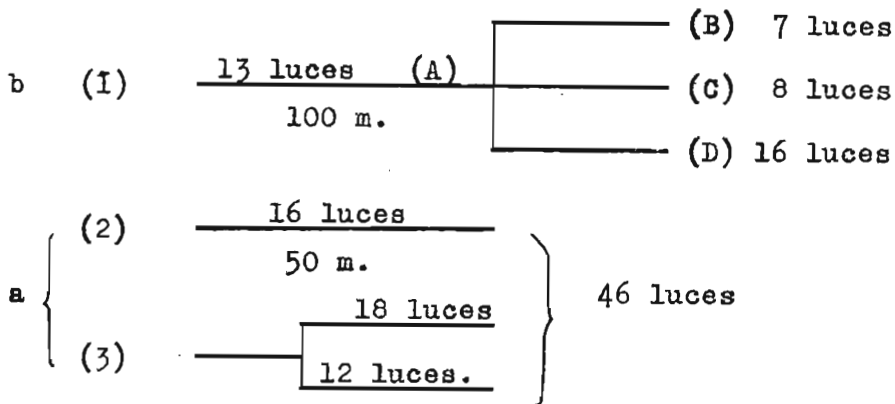 (B) 7 luces
b (I) 13 luces (A) (C) 8 luces
100 m.
(D) 16 luces
I6 luces
(2)
50 m.
a 46 luces
18 luces
(3)
12 luces.